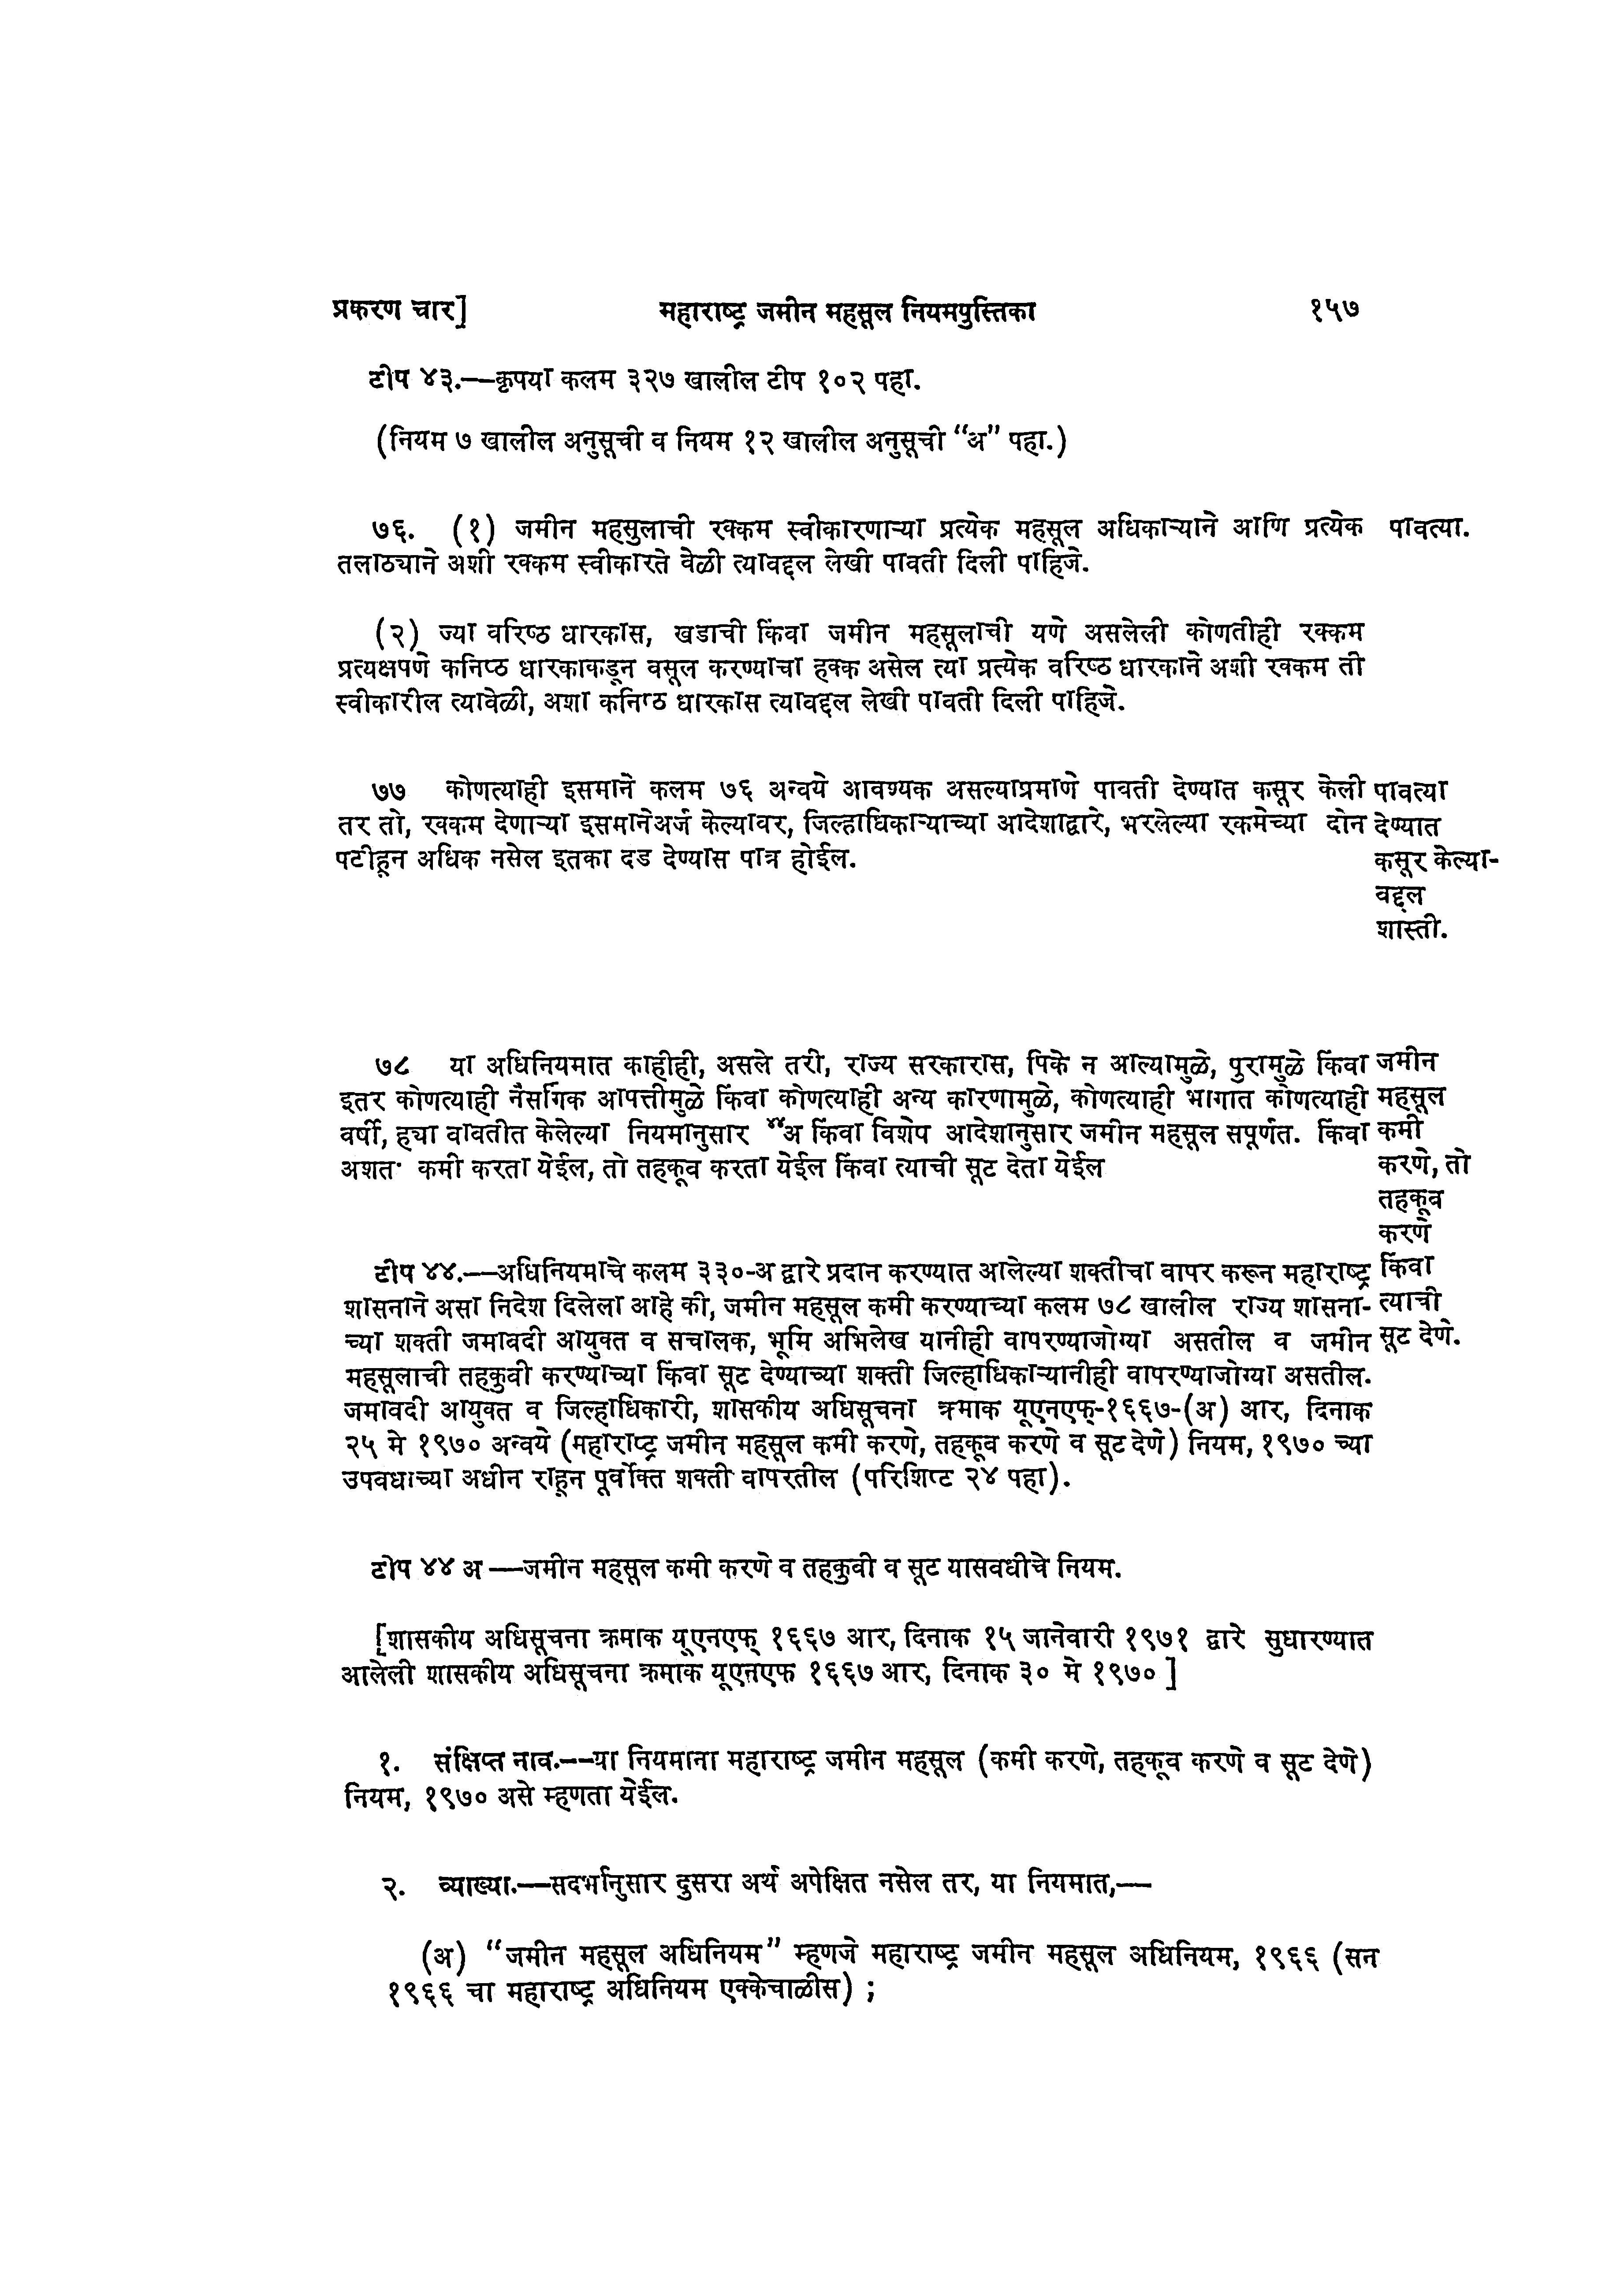 प्रकरण चार] महाराष्ट्र जमीन महसूल नियमपुस्तिका १५७
टीप ४३.—कृपया कलम ३२७ खालील टीप १०२ पहा.
(नियम ७ खालील अनुसूची व नियम १२ खालील अनुसूची “अ” पहा.)
७६. (१) जमीन महसुलाची रक्कम स्वीकारणाऱ्या प्रत्येक महसूल अधिकाऱ्याने आणि प्रत्येक पावत्या.
तलाठ्याने अशी रक्कम स्वीकारते वेळी त्यावद्दल लेखी पावती दिली पाहिजे.
(२) ज्या वरिष्ठ धारकास, खडाची किंवा जमीन महसूलाची यणे असलेली कोणतीही रक्कम
प्रत्यक्षपणे कनिष्ठ धारकाकडून वसूल करण्याचा हक्क असेल त्या प्रत्येक वरिष्ठ धारकाने अशी रक्कम ती
स्वीकारील त्यावेळी, अशा कनिष्ठ धारकास त्यावद्दल लेखी पावती दिली पाहिजे.
७७ कोणत्याही इसमाने कलम ७६ अन्वये आवश्यक असल्याप्रमाणे पावती देण्यात कसूर केली पावत्या
तर तो, रक्कम देणाऱ्या इसमानेअर्ज केल्यावर, जिल्हाधिकाऱ्याच्या आदेशाद्वारे, भरलेल्या रकमेच्या दोन देण्यात
पटीहून अधिक नसेल इतका दड देण्यास पात्र होईल.
कसूर केल्या-
वद्दल
शास्ती.
७८ या अधिनियमात काहीही, असले तरी, राज्य सरकारास, पिके न आल्यामुळे, पुरामुळे किंवा जमीन
इतर कोणत्याही नैसर्गिक आपत्तीमुळे किंवा कोणत्याही अन्य कारणामुळे, कोणत्याही भागात कोणत्याही महसूल
वर्षी, ह्या वावतीत केलेल्या नियमानुसार ४४अ किंवा विशेप आदेशानुसार जमीन महसूल सपूर्णत. किंवा कमी
अशत· कमी करता येईल, तो तहकूव करता येईल किंवा त्याची सूट देता येईल करणे, तो
तहकूव
करणे
टीप ४४.—अधिनियमाचे कलम ३३०-अ द्वारे प्रदान करण्यात आलेल्या शक्तीचा वापर करून महाराष्ट्र किंवा
शासनाने असा निदेश दिलेला आहे की, जमीन महसूल कमी करण्याच्या कलम ७८ खालील राज्य शासना- त्याची
च्या शक्ती जमावदी आयुक्त व सचालक, भूमि अभिलेख यानीही वापरण्याजोग्या असतील व जमीन सूट देणे.
महसूलाची तहकुवी करण्याच्या किंवा सूट देण्याच्या शक्ती जिल्हाधिकाऱ्यानीही वापरण्याजोग्या असतील.
जमावदी आयुक्त व जिल्हाधिकारी, शासकीय अधिसूचना क्रमाक यूएनएफ्-१६६७-(अ) आर, दिनाक
२५ मे १९७० अन्वये (महाराष्ट्र जमीन महसूल कमी करणे, तहकूव करणे व सूट देणे) नियम, १९७० च्या
उपवधाच्या अधीन राहून पूर्वोक्त शक्ती वापरतील (परिशिष्ट २४ पहा).
टीप ४४ अ —जमीन महसूल कमी करणे व तहकुवी व सूट यासवधीचे नियम.
[शासकीय अधिसूचना क्रमाक यूएनएफ् १६६७ आर, दिनाक १५ जानेवारी १९७१ द्वारे सुधारण्यात
आलेली शासकीय अधिसूचना क्रमाक यूएनएफ १६६७ आर, दिनाक ३० मे १९७० ]
१. संक्षिप्त नाव.——या नियमाना महाराष्ट्र जमीन महसूल (कमी करणे, तहकूव करणे व सूट देणे)
नियम, १९७० असे म्हणता येईल.
२. व्याख्या.—सदर्भानुसार दुसरा अर्थ अपेक्षित नसेल तर, या नियमात,—
(अ) “जमीन महसूल अधिनियम” म्हणजे महाराष्ट्र जमीन महसूल अधिनियम, १९६६ (सन
१९६६ चा महाराष्ट्र अधिनियम एक्केचाळीस) ;